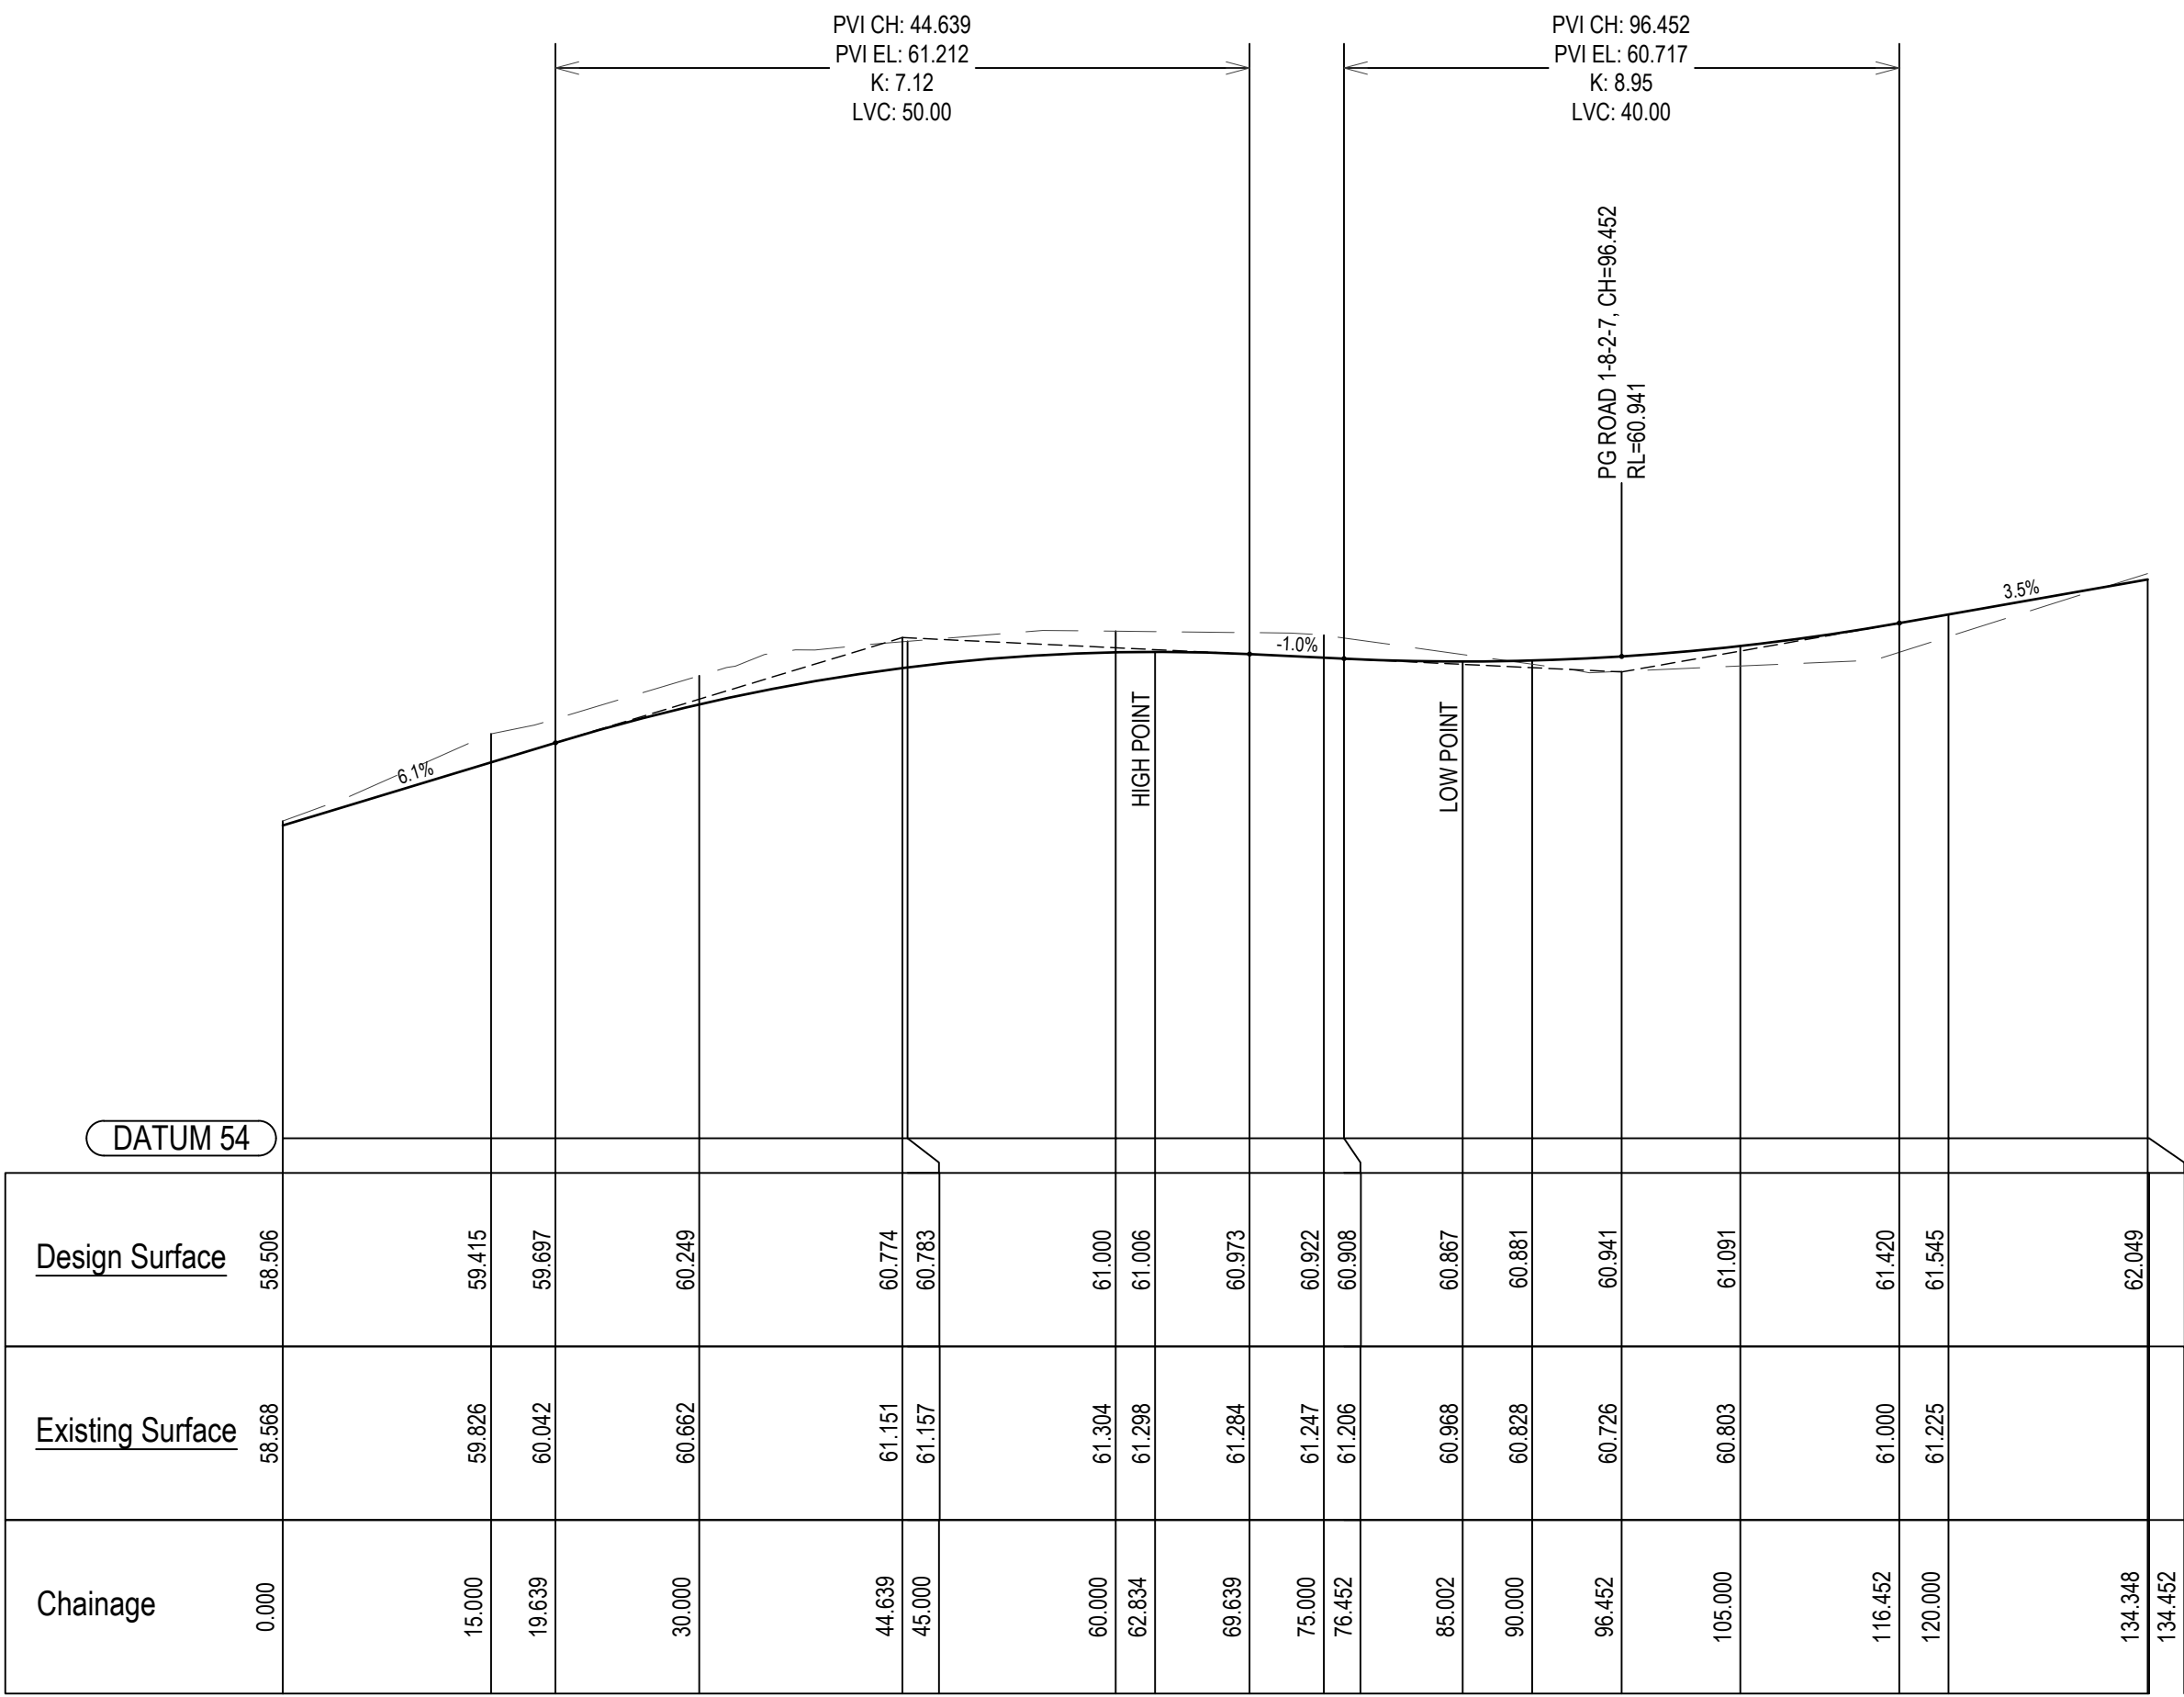 PVI CH: 44.639
PVI EL: 61.212
K: 7.12
LVC: 50.00
PVI CH: 96.452
PVI EL: 60.717
K: 8.95
LVC: 40.00
PG ROAD 1-8-2-7, CH=96.452
RL=60.941
6.1%
-1.0%
3.5%
HIGH POINT
LOW POINT
DATUM 54
Design Surface 58.506 59.415 59.697 60.249 60.774 60.783 61.000 61.006 60.973 60.922 60.908 60.867 60.881 60.941 61.091 61.420 61.545 62.049
Existing Surface 58.568 59.826 60.042 60.662 61.151 61.157 61.304 61.298 61.284 61.247 61.206 60.968 60.828 60.726 60.803 61.000 61.225
Chainage 0.000 15.000 19.639 30.000 44.639 45.000 60.000 62.834 69.639 75.000 76.452 85.002 90.000 96.452 105.000 116.452 120.000 134.348 134.452